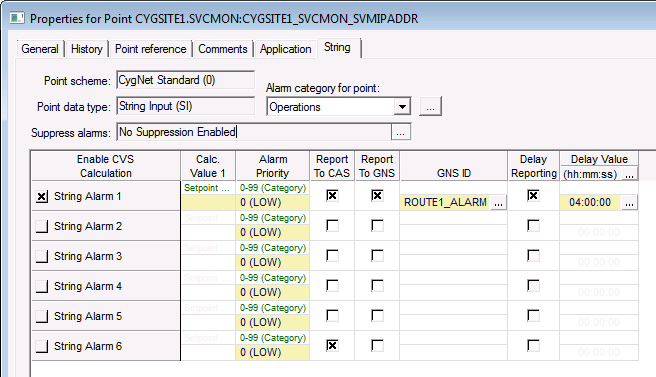 Properties for Point CYGSITE1.SVCMON:CYGSITE1_SVCMON_SVMIPADDR
General History Point reference Comments Application String
Point scheme: CygNet Standard (0)
Alarm category for point:
Point data type: String Input (SI) Operations ...
Suppress alarms: No Suppression Enabled ...
Enable CVS Calculation Calc. Value 1 Alarm Priority Report To CAS Report To GNS GNS ID Delay Reporting Delay Value (hh:mm:ss) ...
Setpoint ... 0-99 (Category)
String Alarm 1 0 (LOW) ROUTE1_ALARM ... 04:00:00 ...
Setpoint 0-99 (Category)
String Alarm 2 0 (LOW) 00:00:00
Setpoint 0-99 (Category)
String Alarm 3 0 (LOW) 00:00:00
Setpoint 0-99 (Category)
String Alarm 4 0 (LOW) 00:00:00
Setpoint 0-99 (Category)
String Alarm 5 0 (LOW) 00:00:00
Setpoint 0-99 (Category)
String Alarm 6 0 (LOW) 00:00:00